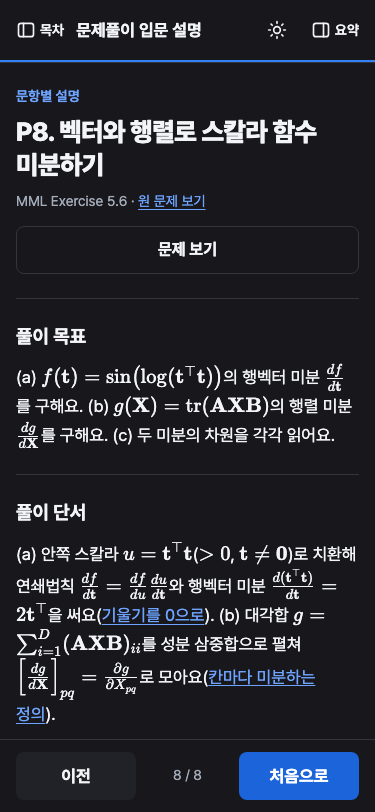 목차 문제풀이 입문 설명 요약
문항별 설명
P8. 벡터와 행렬로 스칼라 함수
미분하기
MML Exercise 5.6 · 원 문제 보기
문제 보기
풀이 목표
(a) f(𝐭) = sin(log(𝐭⊤𝐭))의 행벡터 미분 df/d𝐭
를 구해요. (b) g(𝐗) = tr(𝐀𝐗𝐁)의 행렬 미분
dg/d𝐗를 구해요. (c) 두 미분의 차원을 각각 읽어요.
풀이 단서
(a) 안쪽 스칼라 u = 𝐭⊤𝐭(> 0, 𝐭 ≠ 𝟎)로 치환해
연쇄법칙 df/d𝐭 = df/du du/d𝐭와 행벡터 미분 d(𝐭⊤𝐭)/d𝐭 =
2𝐭⊤을 써요(기울기를 0으로). (b) 대각합 g =
∑_{i=1}^{D}(𝐀𝐗𝐁)_{ii}를 성분 삼중합으로 펼쳐
[dg/d𝐗]_{pq} = ∂g/∂X_{pq}로 모아요(칸마다 미분하는
정의).
이전 8 / 8 처음으로